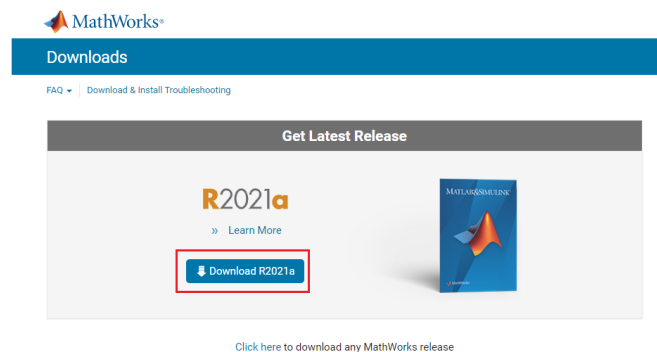 MathWorks®
Downloads
FAQ
Download & Install Troubleshooting
Get Latest Release
R2021a
MATLAB&SIMULINK
» Learn More
Download R2021a
MathWorks
Click here to download any MathWorks release